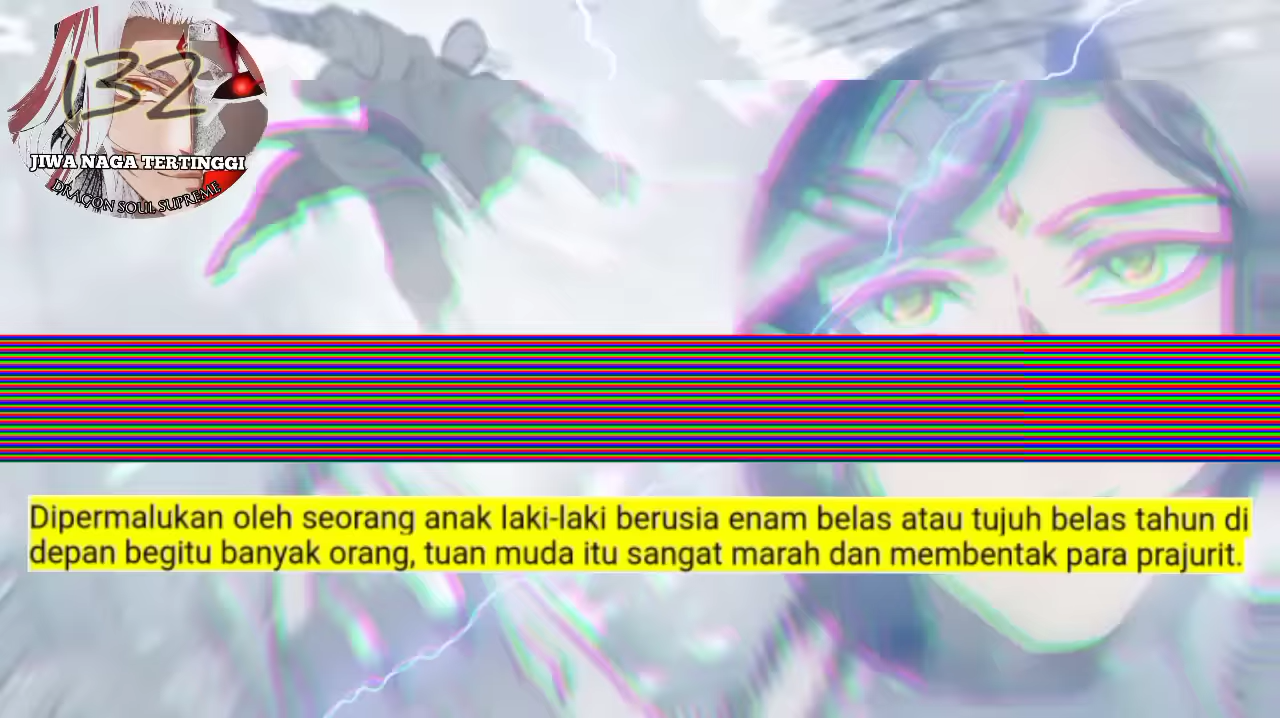 132
JIWA NAGA TERTINGGI
DRAGON SOUL SUPREME
Dipermalukan oleh seorang anak laki-laki berusia enam belas atau tujuh belas tahun di
depan begitu banyak orang, tuan muda itu sangat marah dan membentak para prajurit.